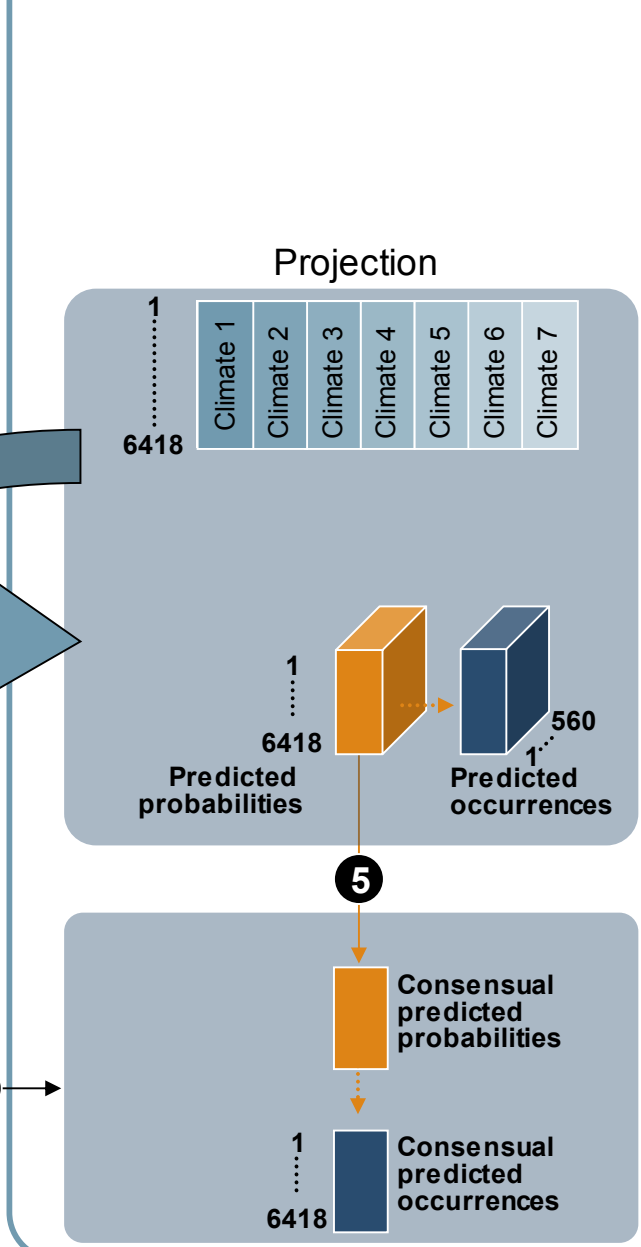 Projection
1
6418
Climate 1
Climate 2
Climate 3
Climate 4
Climate 5
Climate 6
Climate 7
1
6418
Predicted
probabilities
560
1
Predicted
occurrences
5
Consensual
predicted
probabilities
1
6418
Consensual
predicted
occurrences